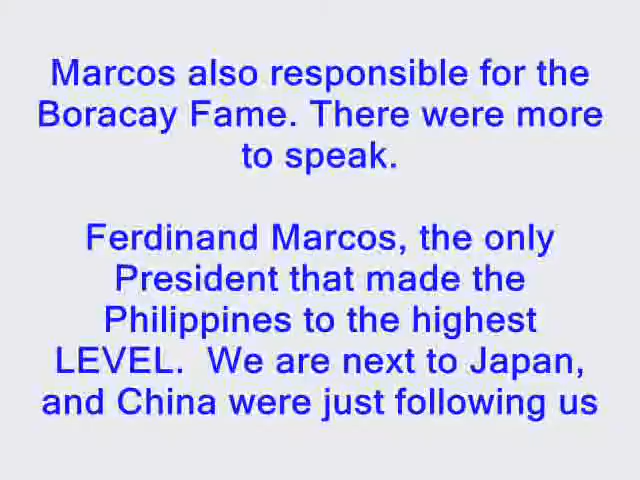 Marcos also responsible for the
Boracay Fame. There were more
to speak.
Ferdinand Marcos, the only
President that made the
Philippines to the highest
LEVEL.  We are next to Japan,
and China were just following us